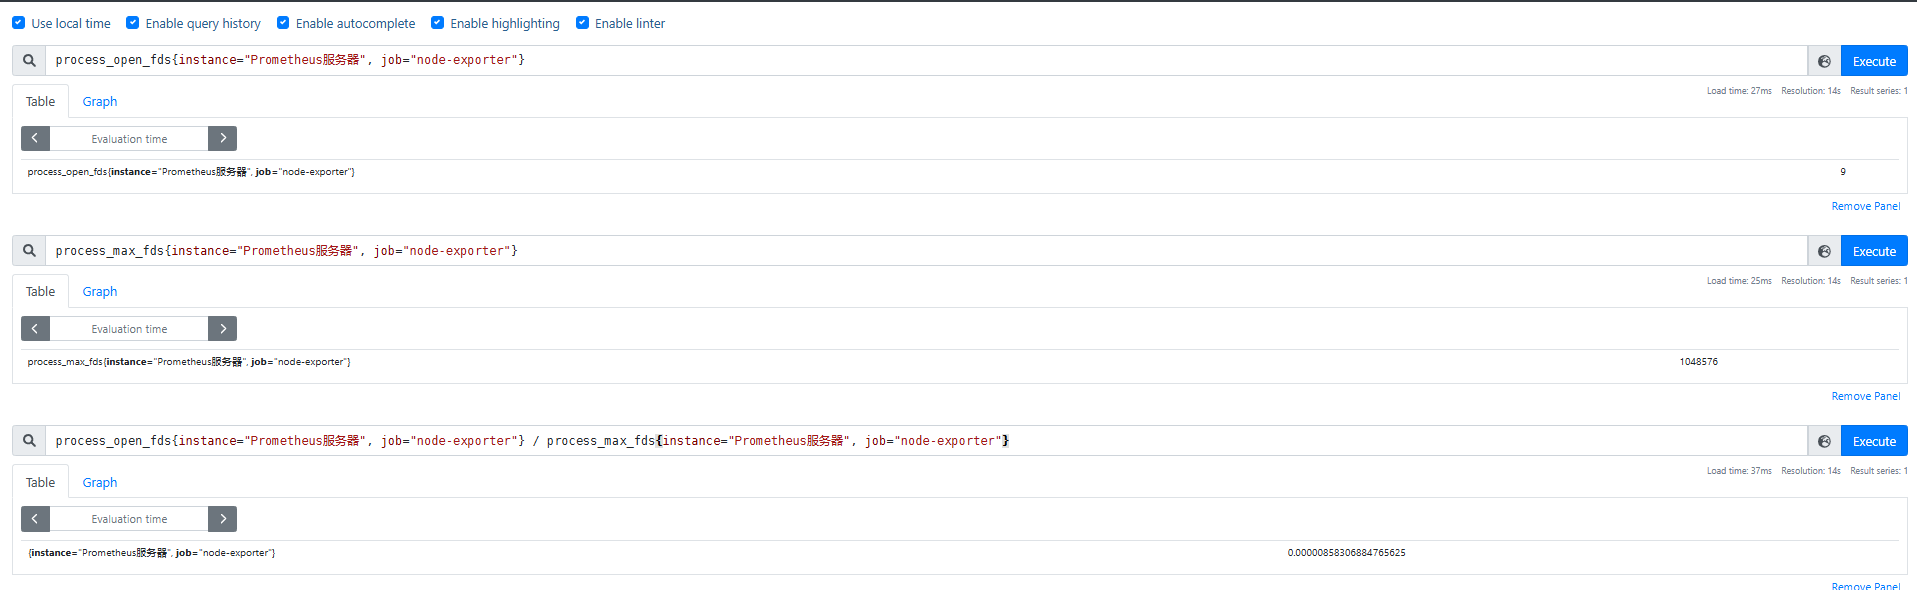 Use local time Enable query history Enable autocomplete Enable highlighting Enable linter
process_open_fds{instance="Prometheus服务器", job="node-exporter"} Execute
Table Graph Load time: 27ms Resolution: 14s Result series: 1
Evaluation time
process_open_fds{instance="Prometheus服务器", job="node-exporter"} 9
Remove Panel
process_max_fds{instance="Prometheus服务器", job="node-exporter"} Execute
Table Graph Load time: 25ms Resolution: 14s Result series: 1
Evaluation time
process_max_fds{instance="Prometheus服务器", job="node-exporter"} 1048576
Remove Panel
process_open_fds{instance="Prometheus服务器", job="node-exporter"} / process_max_fds{instance="Prometheus服务器", job="node-exporter"} Execute
Table Graph Load time: 37ms Resolution: 14s Result series: 1
Evaluation time
{instance="Prometheus服务器", job="node-exporter"} 0.00000858306884765625
Remove Panel